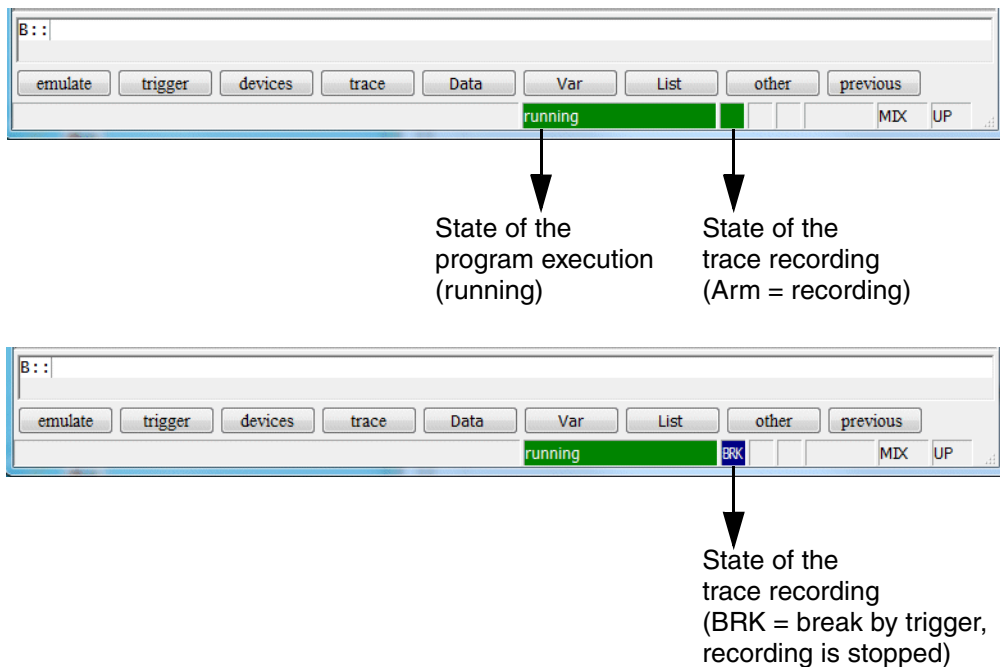 B::
emulate trigger devices trace Data Var List other previous
running MIX UP
State of the
program execution
(running)
State of the
trace recording
(Arm = recording)
B::
emulate trigger devices trace Data Var List other previous
running BRK MIX UP
State of the
trace recording
(BRK = break by trigger,
recording is stopped)